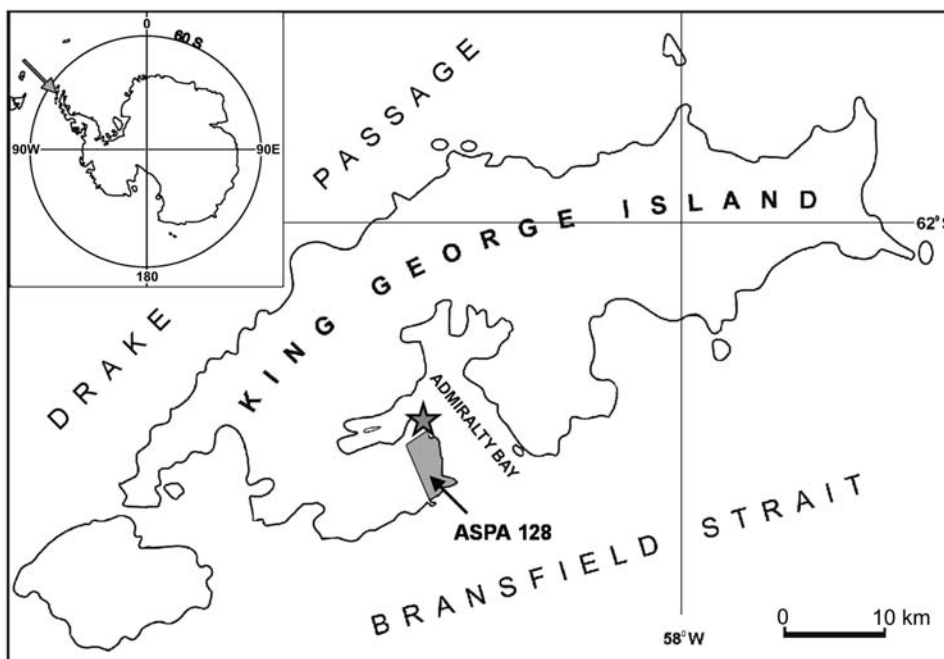 0
60 S
90W
90E
180
DRAKE PASSAGE
KING GEORGE ISLAND
62° S
ADMIRALTY BAY
ASPA 128
BRANSFIELD STRAIT
58° W
0 10 km